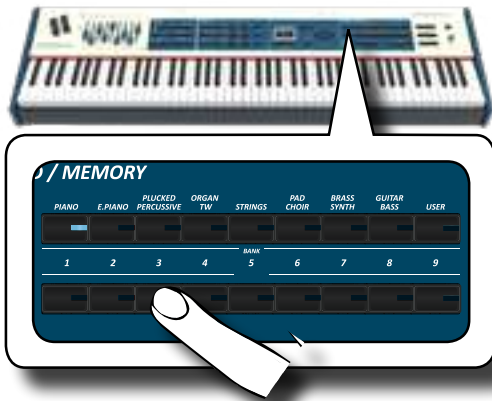 / MEMORY
PIANO E.PIANO PLUCKED PERCUSSIVE ORGAN TW STRINGS PAD CHOIR BRASS SYNTH GUITAR BASS USER
BANK
1 2 3 4 5 6 7 8 9